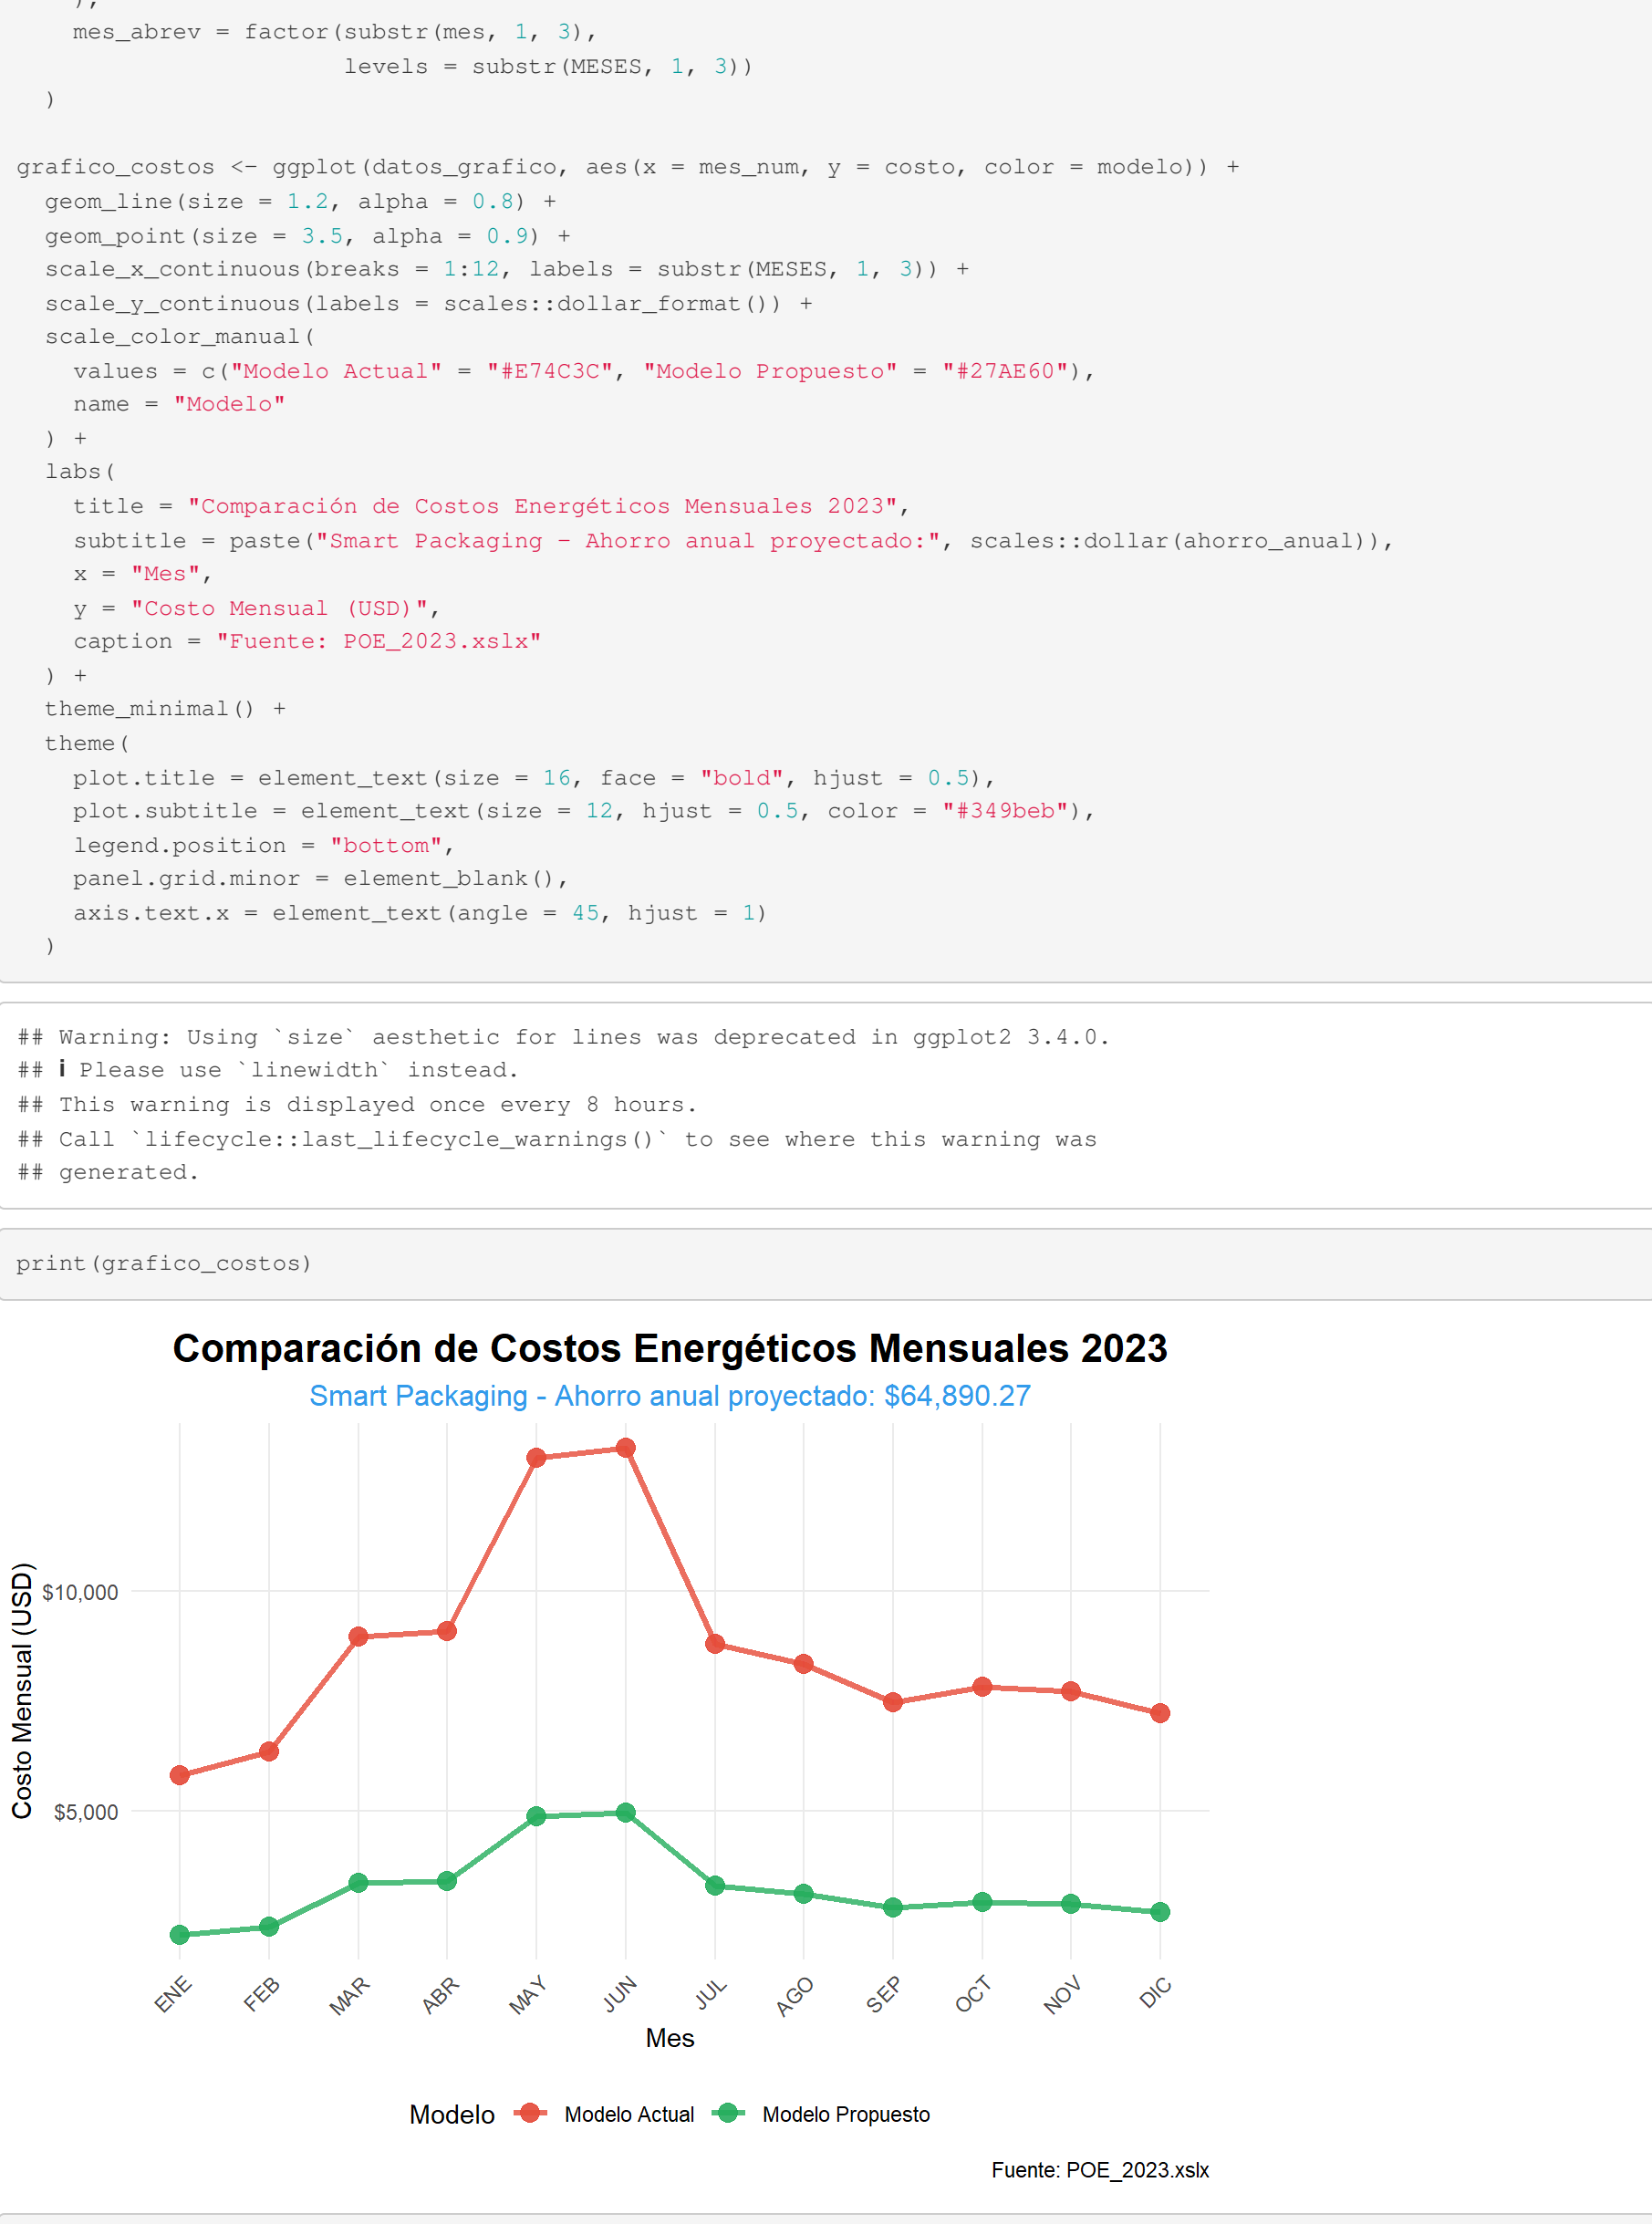 ),
    mes_abrev = factor(substr(mes, 1, 3),
                       levels = substr(MESES, 1, 3))
  )
grafico_costos <- ggplot(datos_grafico, aes(x = mes_num, y = costo, color = modelo)) +
  geom_line(size = 1.2, alpha = 0.8) +
  geom_point(size = 3.5, alpha = 0.9) +
  scale_x_continuous(breaks = 1:12, labels = substr(MESES, 1, 3)) +
  scale_y_continuous(labels = scales::dollar_format()) +
  scale_color_manual(
    values = c("Modelo Actual" = "#E74C3C", "Modelo Propuesto" = "#27AE60"),
    name = "Modelo"
  ) +
  labs(
    title = "Comparación de Costos Energéticos Mensuales 2023",
    subtitle = paste("Smart Packaging - Ahorro anual proyectado:", scales::dollar(ahorro_anual)),
    x = "Mes",
    y = "Costo Mensual (USD)",
    caption = "Fuente: POE_2023.xslx"
  ) +
  theme_minimal() +
  theme(
    plot.title = element_text(size = 16, face = "bold", hjust = 0.5),
    plot.subtitle = element_text(size = 12, hjust = 0.5, color = "#349beb"),
    legend.position = "bottom",
    panel.grid.minor = element_blank(),
    axis.text.x = element_text(angle = 45, hjust = 1)
  )
## Warning: Using `size` aesthetic for lines was deprecated in ggplot2 3.4.0.
## ℹ Please use `linewidth` instead.
## This warning is displayed once every 8 hours.
## Call `lifecycle::last_lifecycle_warnings()` to see where this warning was
## generated.
print(grafico_costos)
Comparación de Costos Energéticos Mensuales 2023
Smart Packaging - Ahorro anual proyectado: $64,890.27
Costo Mensual (USD)
$10,000
$5,000
ENE FEB MAR ABR MAY JUN JUL AGO SEP OCT NOV DIC
Mes
Modelo Modelo Actual Modelo Propuesto
Fuente: POE_2023.xslx